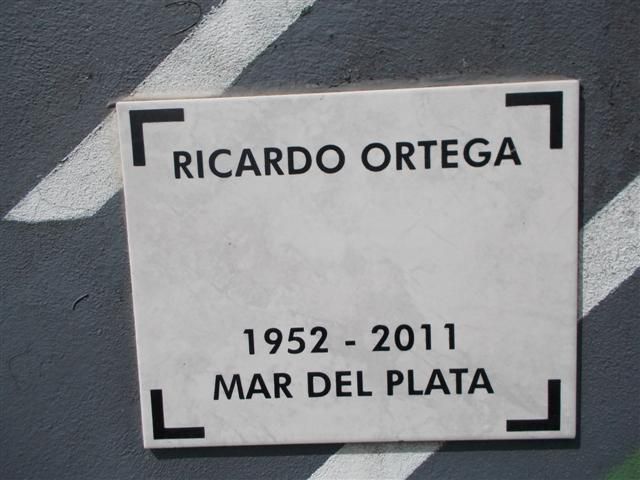 RICARDO ORTEGA
1952 - 2011
MAR DEL PLATA